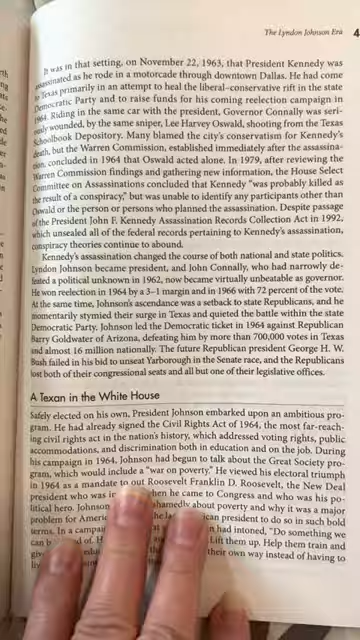 The Lyndon Johnson Era 4
It was in that setting, on November 22, 1963, that President Kennedy was
assassinated as he rode in a motorcade through downtown Dallas. He had come
to Texas primarily in an attempt to heal the liberal–conservative rift in the state
Democratic Party and to raise funds for his coming reelection campaign in
1964. Riding in the same car with the president, Governor Connally was seri-
ously wounded, by the same sniper, Lee Harvey Oswald, shooting from the Texas
Schoolbook Depository. Many blamed the city's conservatism for Kennedy's
death, but the Warren Commission, established immediately after the assassina-
tion, concluded in 1964 that Oswald acted alone. In 1979, after reviewing the
Warren Commission findings and gathering new information, the House Select
Committee on Assassinations concluded that Kennedy "was probably killed as
the result of a conspiracy," but was unable to identify any participants other than
Oswald or the person or persons who planned the assassination. Despite passage
of the President John F. Kennedy Assassination Records Collection Act in 1992,
which unsealed all of the federal records pertaining to Kennedy's assassination,
conspiracy theories continue to abound.
Kennedy's assassination changed the course of both national and state politics.
Lyndon Johnson became president, and John Connally, who had narrowly de-
feated a political unknown in 1962, now became virtually unbeatable as governor.
He won reelection by a 3–1 margin and in 1966 with 72 percent of the vote.
At the same time, Johnson's ascendance was a setback to state Republicans, and he
momentarily stymied their surge in Texas and quieted the battle within the state
Democratic Party. Johnson led the Democratic ticket in 1964 against Republican
Barry Goldwater of Arizona, defeating him by more than 700,000 votes in Texas
and almost 16 million nationally. The future Republican president George H. W.
Bush failed in his bid to unseat Yarborough in the Senate race, and the Republicans
lost both of their congressional seats and all but one of their legislative offices.
A Texan in the White House
Safely elected on his own, President Johnson embarked upon an ambitious pro-
gram. He had already signed the Civil Rights Act of 1964, the most far-reach-
ing civil rights act in the nation's history, which addressed voting rights, public
accommodations, and discrimination both in education and on the job. During
his campaign in 1964, Johnson had begun to talk about the Great Society pro-
gram, which would include a "war on poverty." He viewed his electoral triumph
in 1964 as a mandate to out Roosevelt Franklin D. Roosevelt, the New Deal
president who was in when he came to Congress and who was his po-
litical hero. Johnson about poverty and why it was a major
problem for president to do so in such bold
terms. In a had intoned, "Do something we
can of. Lift them up. Help them train and
their own way instead of having to